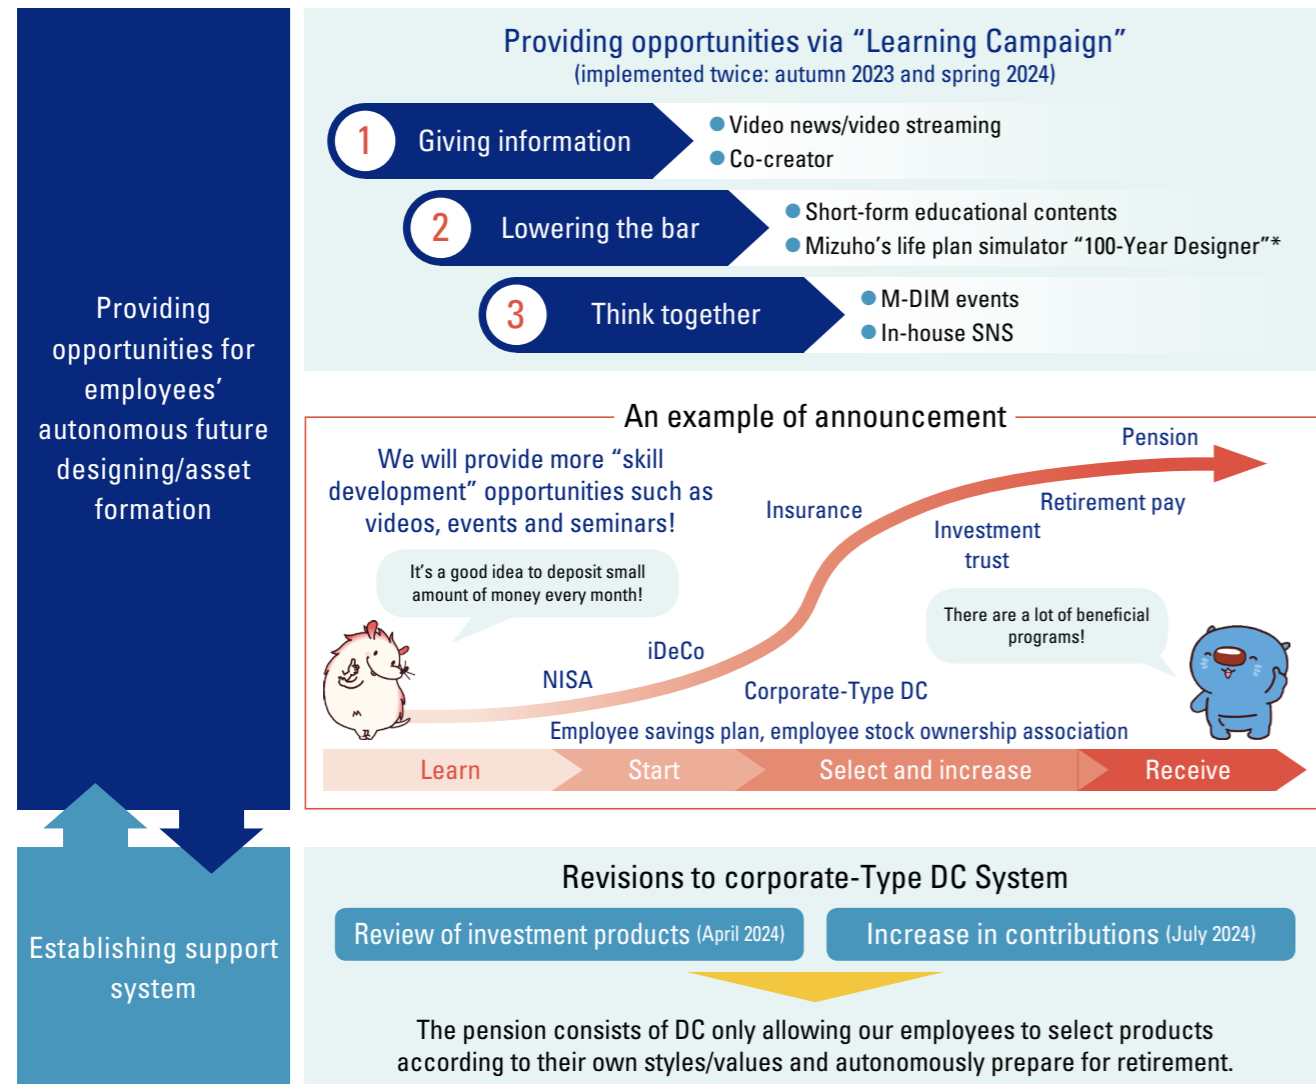 Providing
opportunities for
employees’
autonomous future
designing/asset
formation
Providing opportunities via “Learning Campaign”
(implemented twice: autumn 2023 and spring 2024)
1 Giving information
● Video news/video streaming
● Co-creator
2 Lowering the bar
● Short-form educational contents
● Mizuho’s life plan simulator “100-Year Designer”*
3 Think together
● M-DIM events
● In-house SNS
An example of announcement
We will provide more “skill
development” opportunities such as
videos, events and seminars!
It’s a good idea to deposit small
amount of money every month!
NISA
iDeCo
Insurance
Corporate-Type DC
Employee savings plan, employee stock ownership association
Investment
trust
Retirement pay
Pension
There are a lot of beneficial
programs!
Learn
Start
Select and increase
Receive
Establishing support
system
Revisions to corporate-Type DC System
Review of investment products (April 2024)
Increase in contributions (July 2024)
The pension consists of DC only allowing our employees to select products
according to their own styles/values and autonomously prepare for retirement.